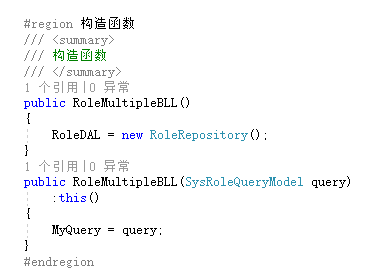 #region 构造函数
/// <summary>
/// 构造函数
/// </summary>
1 个引用|0 异常
public RoleMultipleBLL()
{
RoleDAL = new RoleRepository();
}
1 个引用|0 异常
public RoleMultipleBLL(SysRoleQueryModel query)
:this()
{
MyQuery = query;
}
#endregion